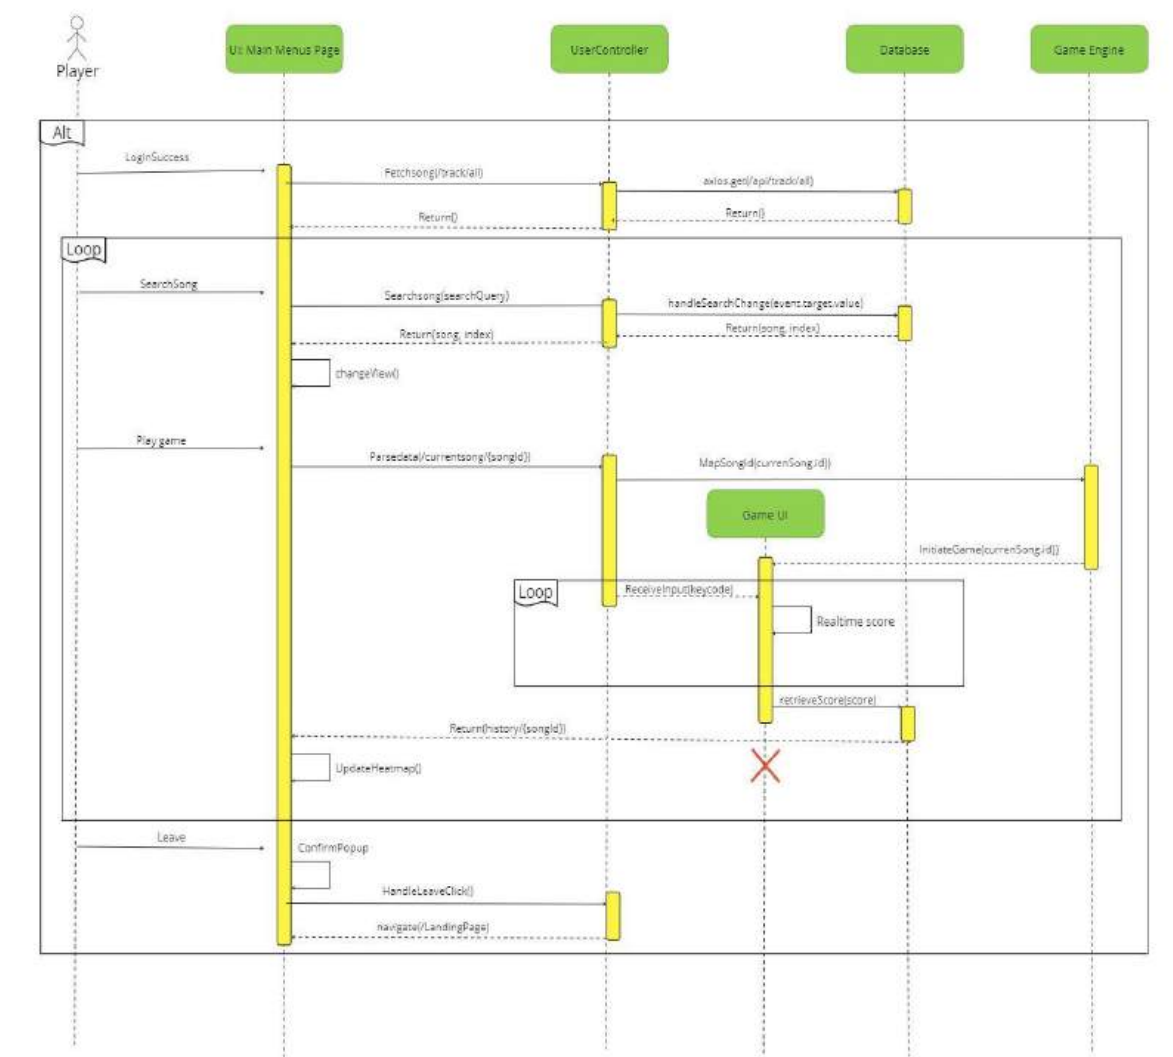 Player
UI: Main Menus Page
UserController
Database
Game Engine
Alt
LoginSuccess
Fetchsong(/track/all)
axios.get(/api/track/all)
Return()
Return()
Loop
SearchSong
Searchsong(searchQuery)
handleSearchChange(event.target.value)
Return(song, index)
Return(song, index)
changeView()
Play game
Parsedata(/currentsong/{songId})
MapSongId(currenSong.id))
Game UI
InitiateGame(currenSong.id))
Loop
ReceiveInput(keycode)
Realtime score
retrieveScore(score)
Return(history/{songId})
UpdateHeatmap()
Leave
ConfirmPopup
HandleLeaveClick()
navigate(/LandingPage)